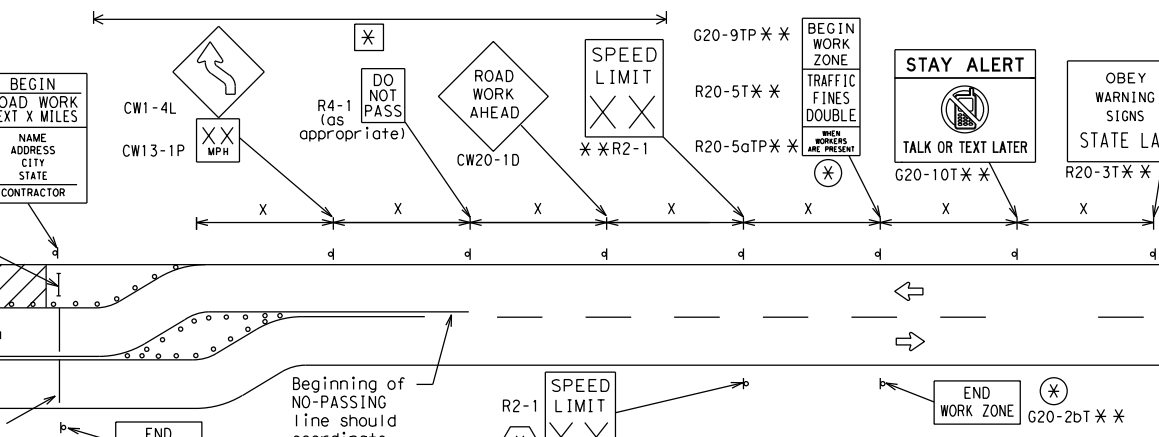 BEGIN
ROAD WORK
NEXT X MILES
NAME
ADDRESS
CITY
STATE
CONTRACTOR
CW1-4L
CW13-1P
XX
MPH
*
R4-1
(as
appropriate)
DO
NOT
PASS
ROAD
WORK
AHEAD
CW20-1D
SPEED
LIMIT
XX
**R2-1
G20-9TP**
R20-5T**
R20-5aTP**
BEGIN
WORK
ZONE
TRAFFIC
FINES
DOUBLE
WHEN
WORKERS
ARE PRESENT
*
STAY ALERT
TALK OR TEXT LATER
G20-10T**
OBEY
WARNING
SIGNS
STATE LA
R20-3T**
X X X X X X X
Beginning of
NO-PASSING
line should
coordinate
R2-1
SPEED
LIMIT
XX
END
WORK ZONE
*
G20-2bT**
END